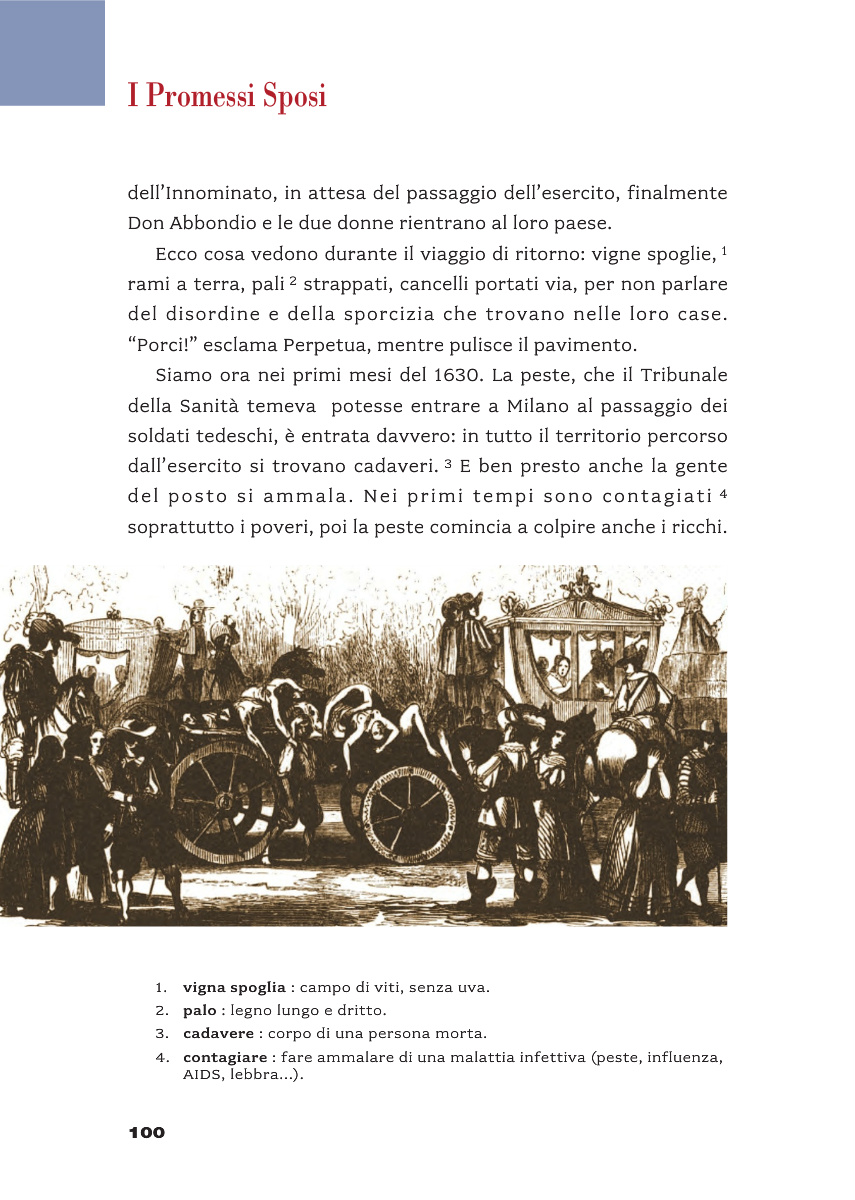 I Promessi Sposi
dell’Innominato, in attesa del passaggio dell’esercito, finalmente
Don Abbondio e le due donne rientrano al loro paese.
Ecco cosa vedono durante il viaggio di ritorno: vigne spoglie, 1
rami a terra, pali 2 strappati, cancelli portati via, per non parlare
del disordine e della sporcizia che trovano nelle loro case.
“Porci!” esclama Perpetua, mentre pulisce il pavimento.
Siamo ora nei primi mesi del 1630. La peste, che il Tribunale
della Sanità temeva potesse entrare a Milano al passaggio dei
soldati tedeschi, è entrata davvero: in tutto il territorio percorso
dall’esercito si trovano cadaveri. 3 E ben presto anche la gente
del posto si ammala. Nei primi tempi sono contagiati 4
soprattutto i poveri, poi la peste comincia a colpire anche i ricchi.
1. vigna spoglia : campo di viti, senza uva.
2. palo : legno lungo e dritto.
3. cadavere : corpo di una persona morta.
4. contagiare : fare ammalare di una malattia infettiva (peste, influenza,
AIDS, lebbra...).
100